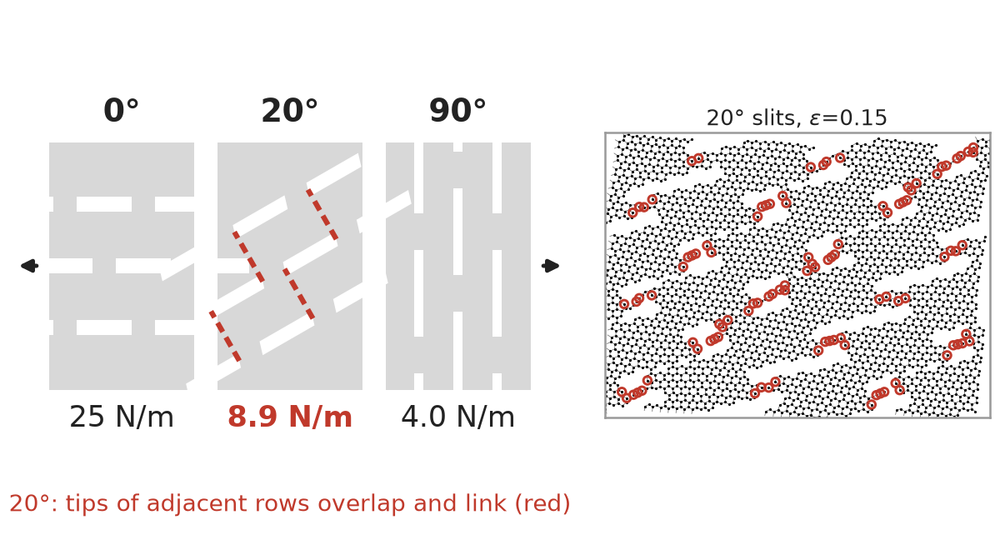 0° 20° 90°
20° slits, ε=0.15
25 N/m 8.9 N/m 4.0 N/m
20°: tips of adjacent rows overlap and link (red)